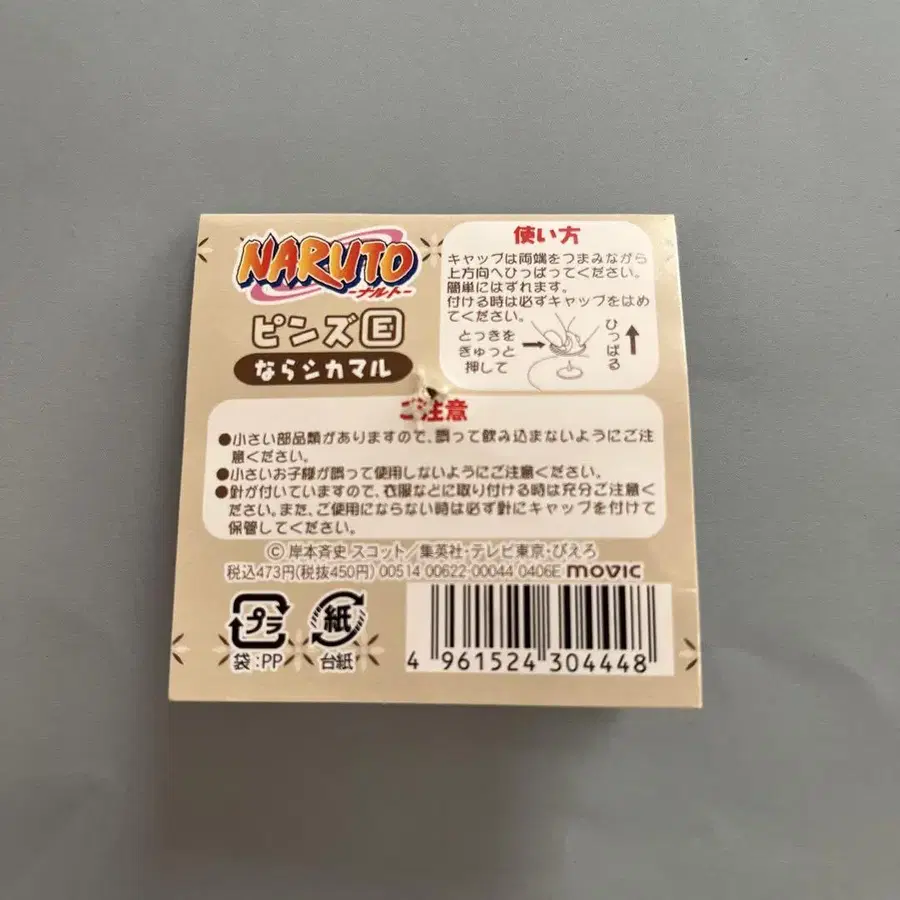 NARUTO
-ナルト-
ピンズ E
ならシカマル
使い方
キャップは両端をつまみながら
上方向へひっぱってください。
簡単にはずれます。
付ける時は必ずキャップをはめ
てください。
とっきを
きゅっと
押して
ひっぱる
ご注意
●小さい部品類がありますので、誤って飲み込まないようにご注
意ください。
●小さいお子様が誤って使用しないようにご注意ください。
●針が付いていますので、衣服などに取り付ける時は充分ご注意く
ださい。また、ご使用にならない時は必ず針にキャップを付けて
保管してください。
© 岸本斉史 スコット／集英社・テレビ東京・ぴえろ
税込473円(税抜450円) 00514 00622-00044 0406E movic
プラ
袋:PP
紙
台紙
4 961524 304448